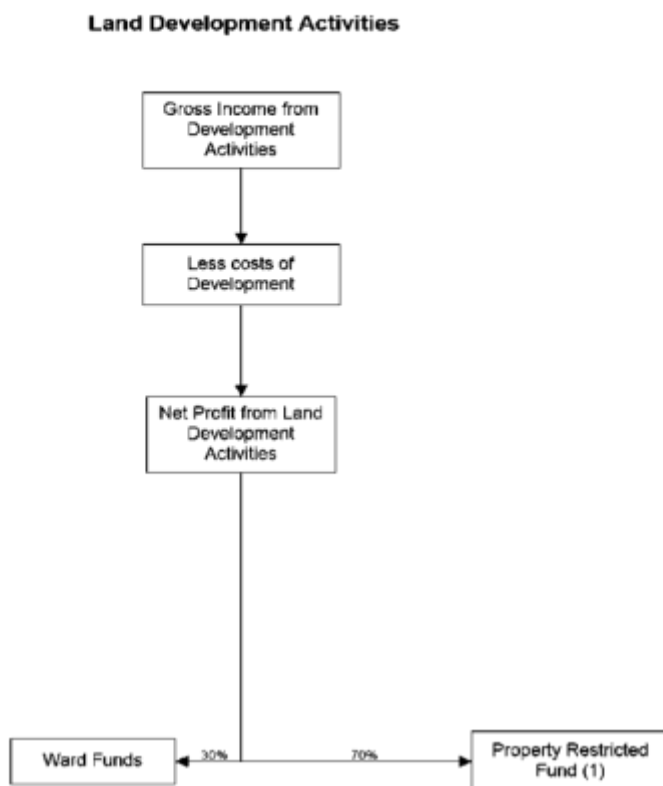 Land Development Activities
Gross Income from
Development
Activities
Less costs of
Development
Net Profit from Land
Development
Activities
Ward Funds
30%
70%
Property Restricted
Fund (1)